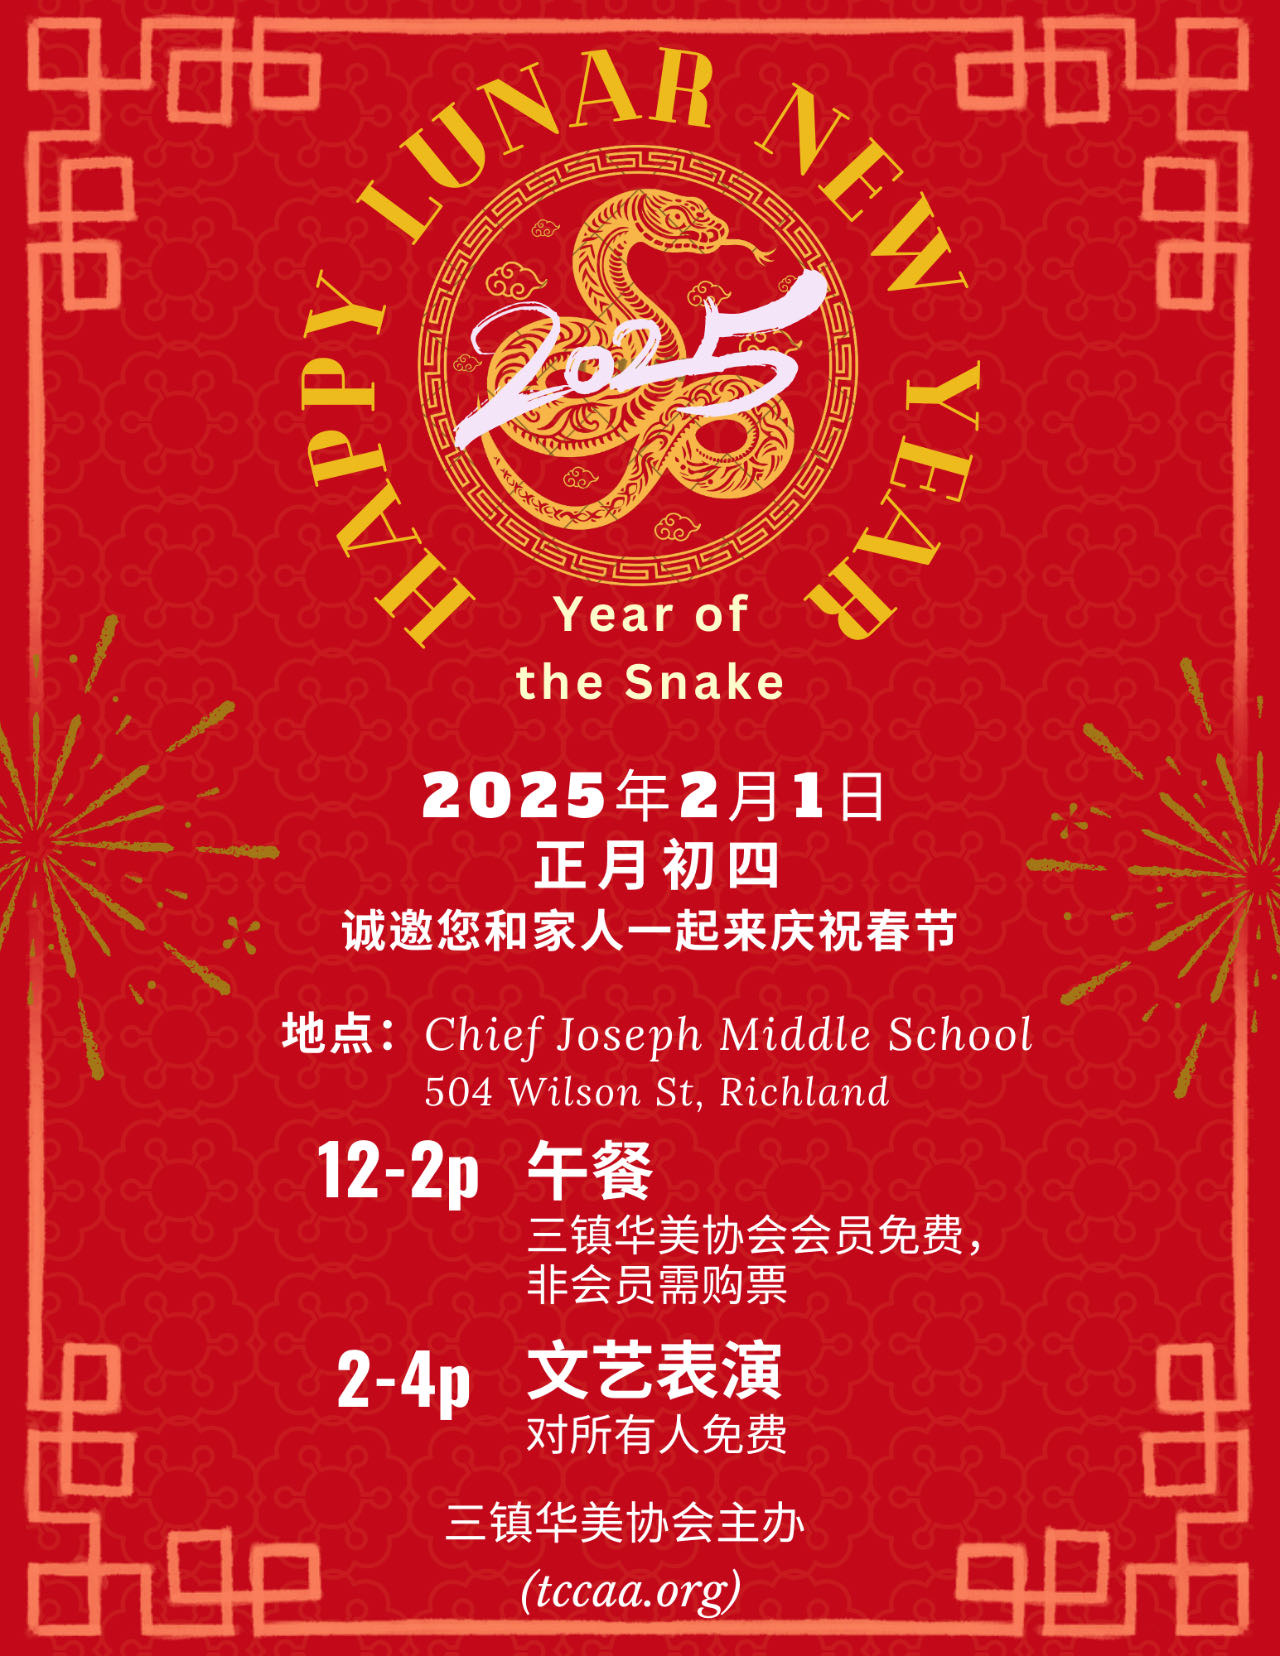 HAPPY LUNAR NEW YEAR
2025
Year of
the Snake
2025年2月1日
正月初四
诚邀您和家人一起来庆祝春节
地点：Chief Joseph Middle School
504 Wilson St, Richland
12-2p 午餐
三镇华美协会会员免费，
非会员需购票
2-4p 文艺表演
对所有人免费
三镇华美协会主办
(tccaa.org)